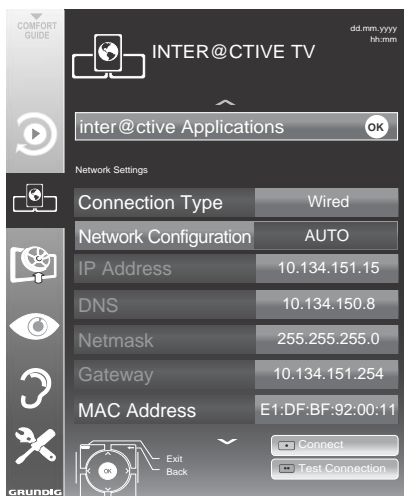 COMFORT
GUIDE
dd.mm.yyyy
hh:mm
INTER@CTIVE TV
inter@ctive Applications OK
Network Settings
Connection Type Wired
Network Configuration AUTO
IP Address 10.134.151.15
DNS 10.134.150.8
Netmask 255.255.255.0
Gateway 10.134.151.254
MAC Address E1:DF:BF:92:00:11
Exit
Back
OK
Connect
Test Connection
GRUNDIG